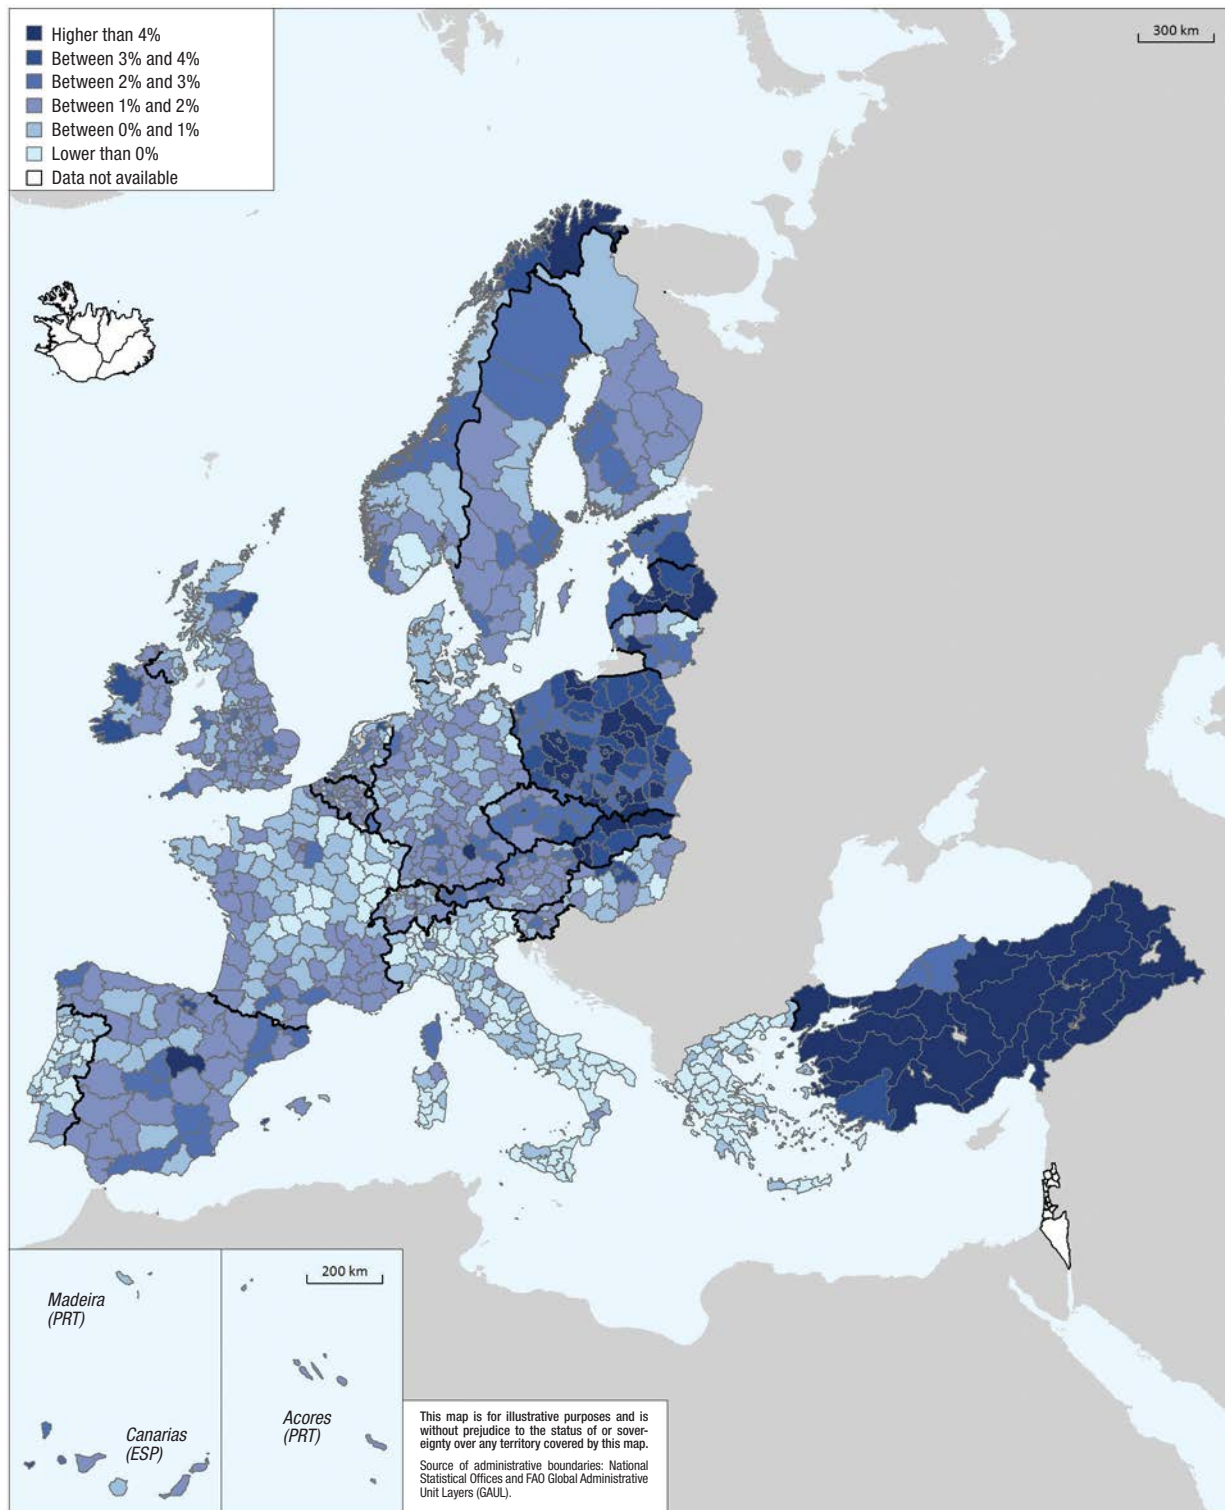 Higher than 4%
Between 3% and 4%
Between 2% and 3%
Between 1% and 2%
Between 0% and 1%
Lower than 0%
Data not available
300 km
200 km
Madeira
(PRT)
Canarias
(ESP)
Acores
(PRT)
This map is for illustrative purposes and is
without prejudice to the status of or sover-
eignty over any territory covered by this map.
Source of administrative boundaries: National
Statistical Offices and FAO Global Administrative
Unit Layers (GAUL).